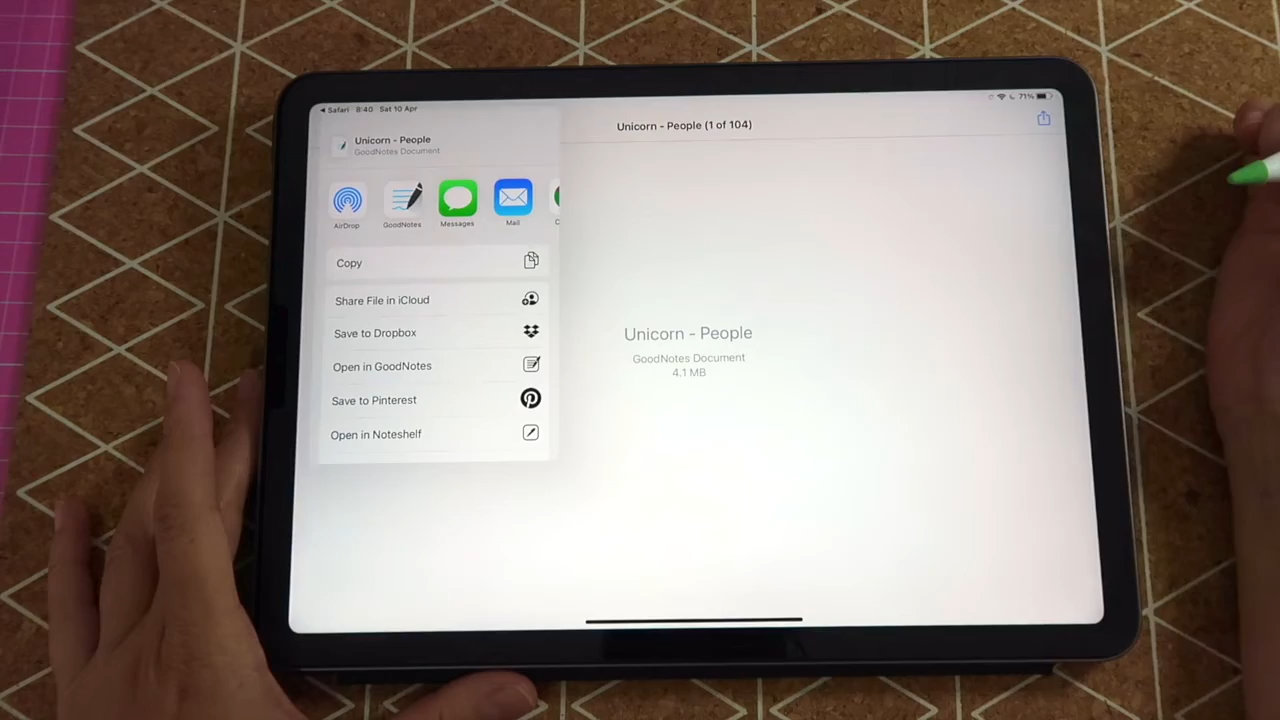 Safari 8:40 Sat 10 Apr
71%
Unicorn - People
GoodNotes Document
Unicorn - People (1 of 104)
AirDrop
GoodNotes
Messages
Mail
Copy
Share File in iCloud
Save to Dropbox
Open in GoodNotes
Save to Pinterest
Open in Noteshelf
Unicorn - People
GoodNotes Document
4.1 MB